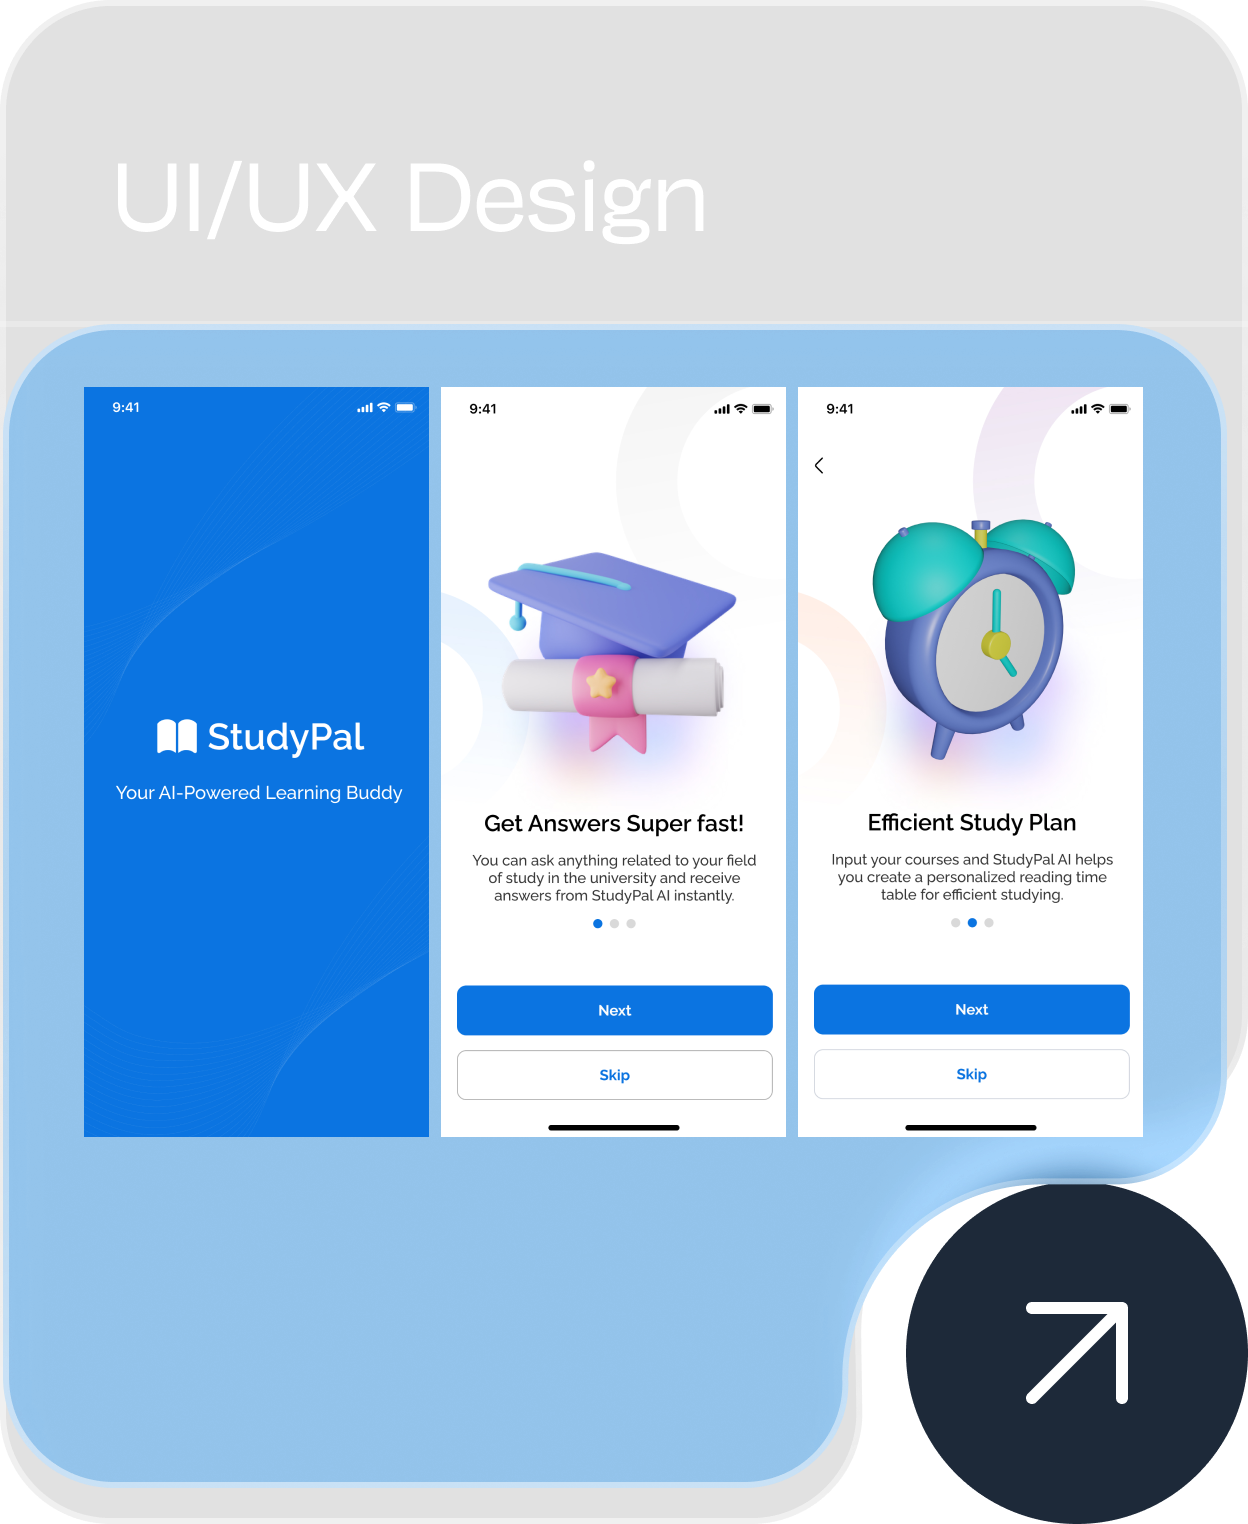 UI/UX Design
9:41
StudyPal
Your AI-Powered Learning Buddy
9:41
Get Answers Super fast!
You can ask anything related to your field
of study in the university and receive
answers from StudyPal AI instantly.
Next
Skip
9:41
Efficient Study Plan
Input your courses and StudyPal AI helps
you create a personalized reading time
table for efficient studying.
Next
Skip